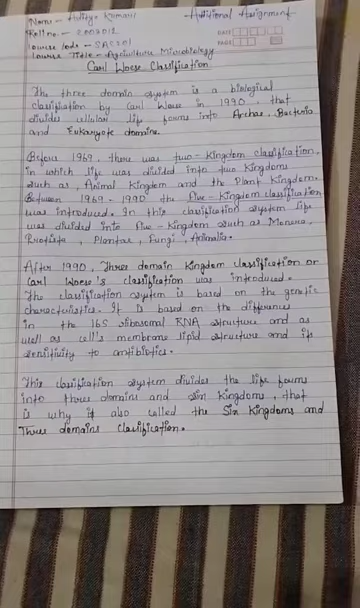 Name:- Aditya Kumari Additional Assignment
Roll no. - 2003012
Course Code - SAC201
Course Title - Agriculture Microbiology
DATE
PAGE
Carl Woese Classification
The three domain system is a biological
classification by Carl Woese in 1990, that
divides cellular life forms into Archae, Bacteria
and Eukaryote domains.
Before 1969, there was two-Kingdom classification,
in which life was divided into two Kingdoms
such as, Animal Kingdom and the Plant Kingdom.
Between 1969-1990 the Five-Kingdom classification
was introduced. In this classification system life
was divided into Five-Kingdom such as Monera,
Protista, Plantae, Fungi, Animalia.
After 1990, Three domain Kingdom classification or
Carl Woese's classification was introduced.
The classification system is based on the genetic
characteristics. It is based on the differences
in the 16S ribosomal RNA structure and as
well as cell's membrane lipid structure and its
sensitivity to antibiotics.
This classification system divides the life forms
into three domains and six Kingdoms, that
is why it also called the Six Kingdoms and
Three domains Classification.